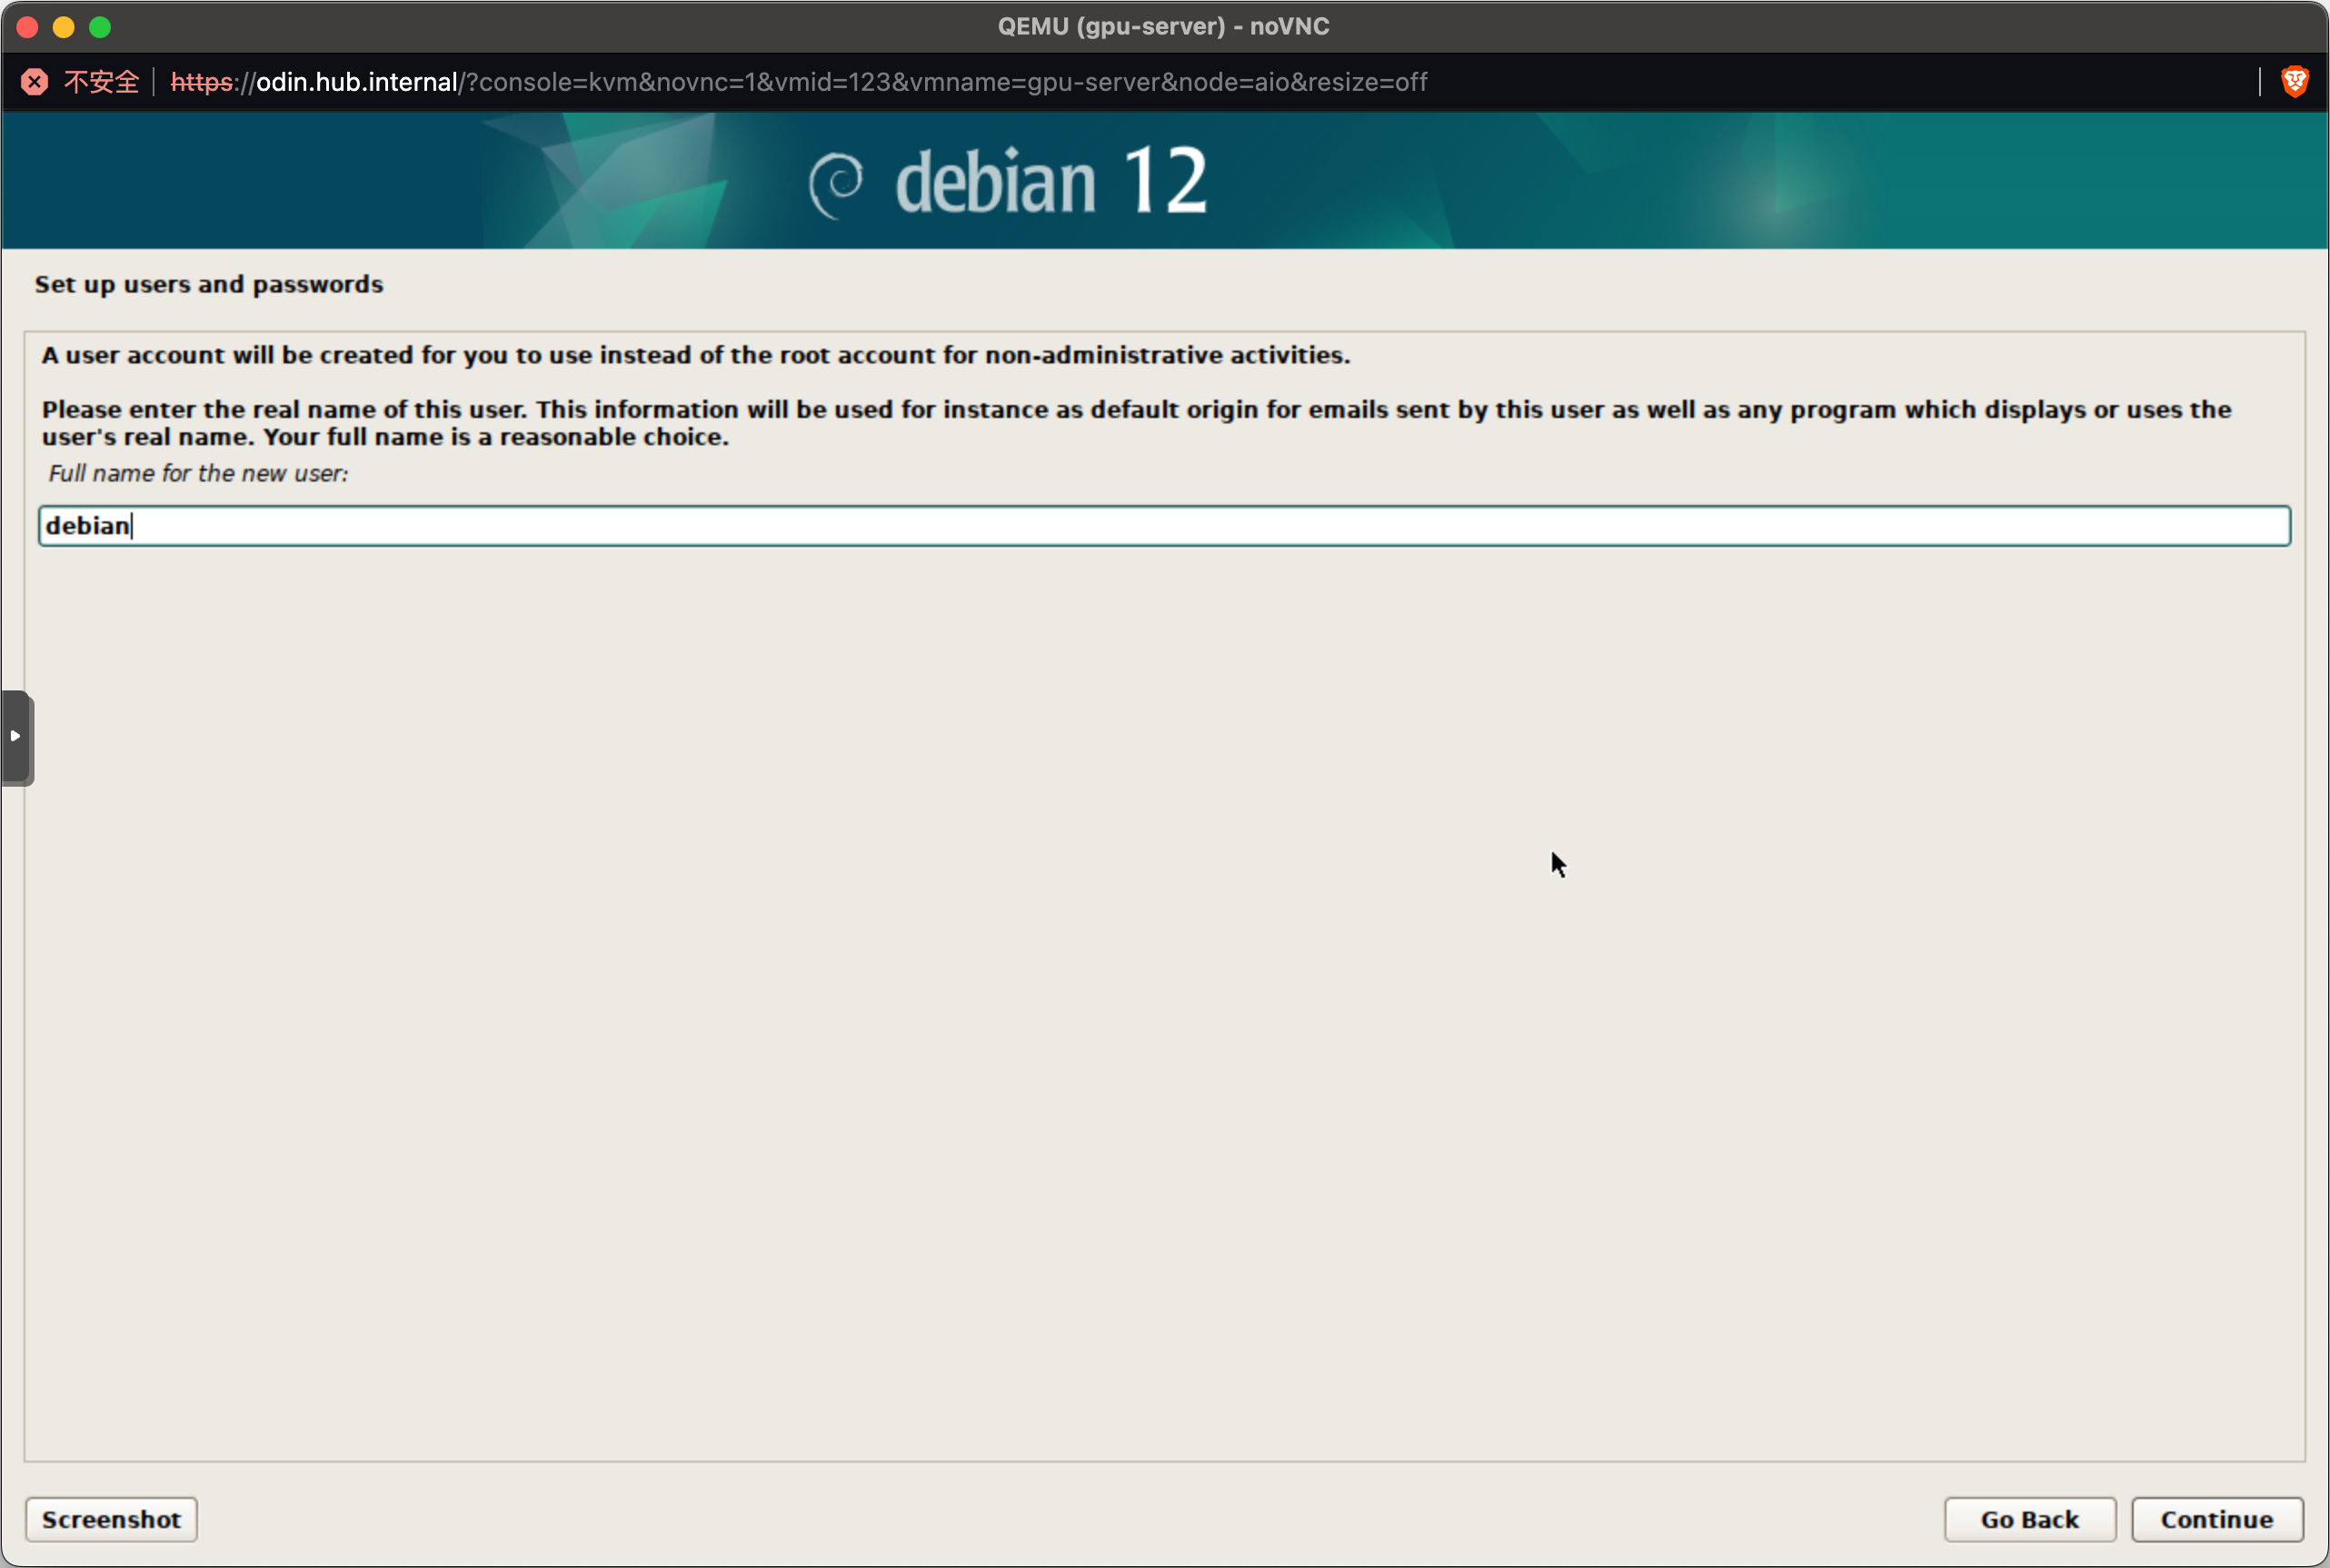 QEMU (gpu-server) - noVNC
不安全 https://odin.hub.internal/?console=kvm&novnc=1&vmid=123&vmname=gpu-server&node=aio&resize=off
debian 12
Set up users and passwords
A user account will be created for you to use instead of the root account for non-administrative activities.
Please enter the real name of this user. This information will be used for instance as default origin for emails sent by this user as well as any program which displays or uses the
user's real name. Your full name is a reasonable choice.
Full name for the new user:
debian
Screenshot
Go Back
Continue